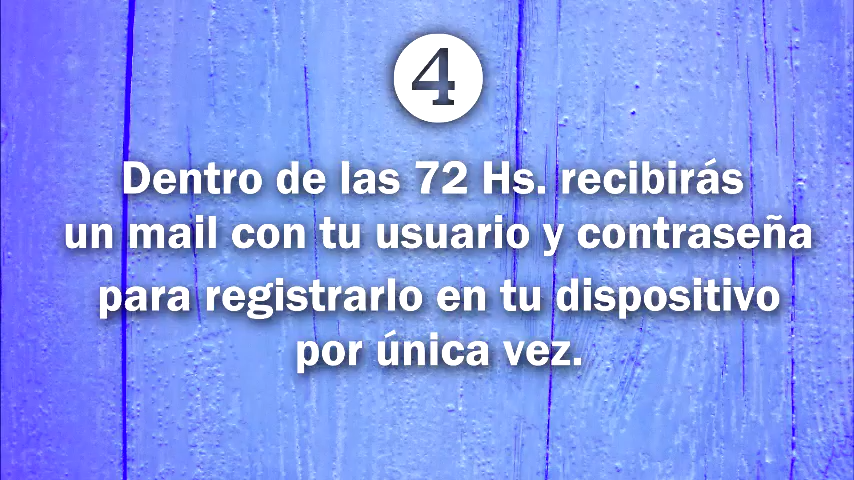 4
Dentro de las 72 Hs. recibirás
un mail con tu usuario y contraseña
para registrarlo en tu dispositivo
por única vez.